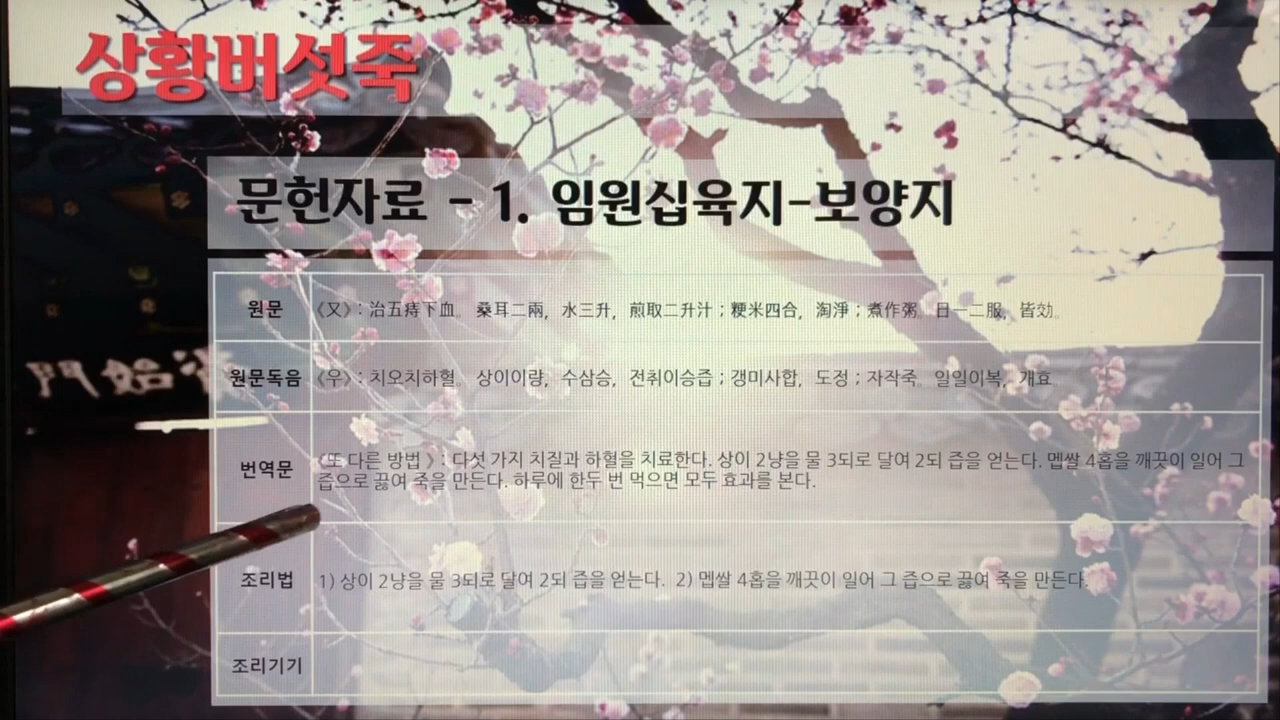 상황버섯죽
문헌자료 - 1. 임원십육지-보양지
원문 《又》: 治五痔下血。 桑耳二兩, 水三升, 煎取二升汁 ; 粳米四合, 淘淨 ; 煮作粥。 日一二服, 皆効。
원문독음 《우》: 치오치하혈。 상이이량, 수삼승, 전취이승즙 ; 갱미사합, 도정 ; 자작죽。 일일이복, 개효。
번역문 《또 다른 방법 》: 다섯 가지 치질과 하혈을 치료한다. 상이 2냥을 물 3되로 달여 2되 즙을 얻는다. 멥쌀 4홉을 깨끗이 일어 그
즙으로 끓여 죽을 만든다. 하루에 한두 번 먹으면 모두 효과를 본다.
조리법 1) 상이 2냥을 물 3되로 달여 2되 즙을 얻는다. 2) 멥쌀 4홉을 깨끗이 일어 그 즙으로 끓여 죽을 만든다.
조리기기